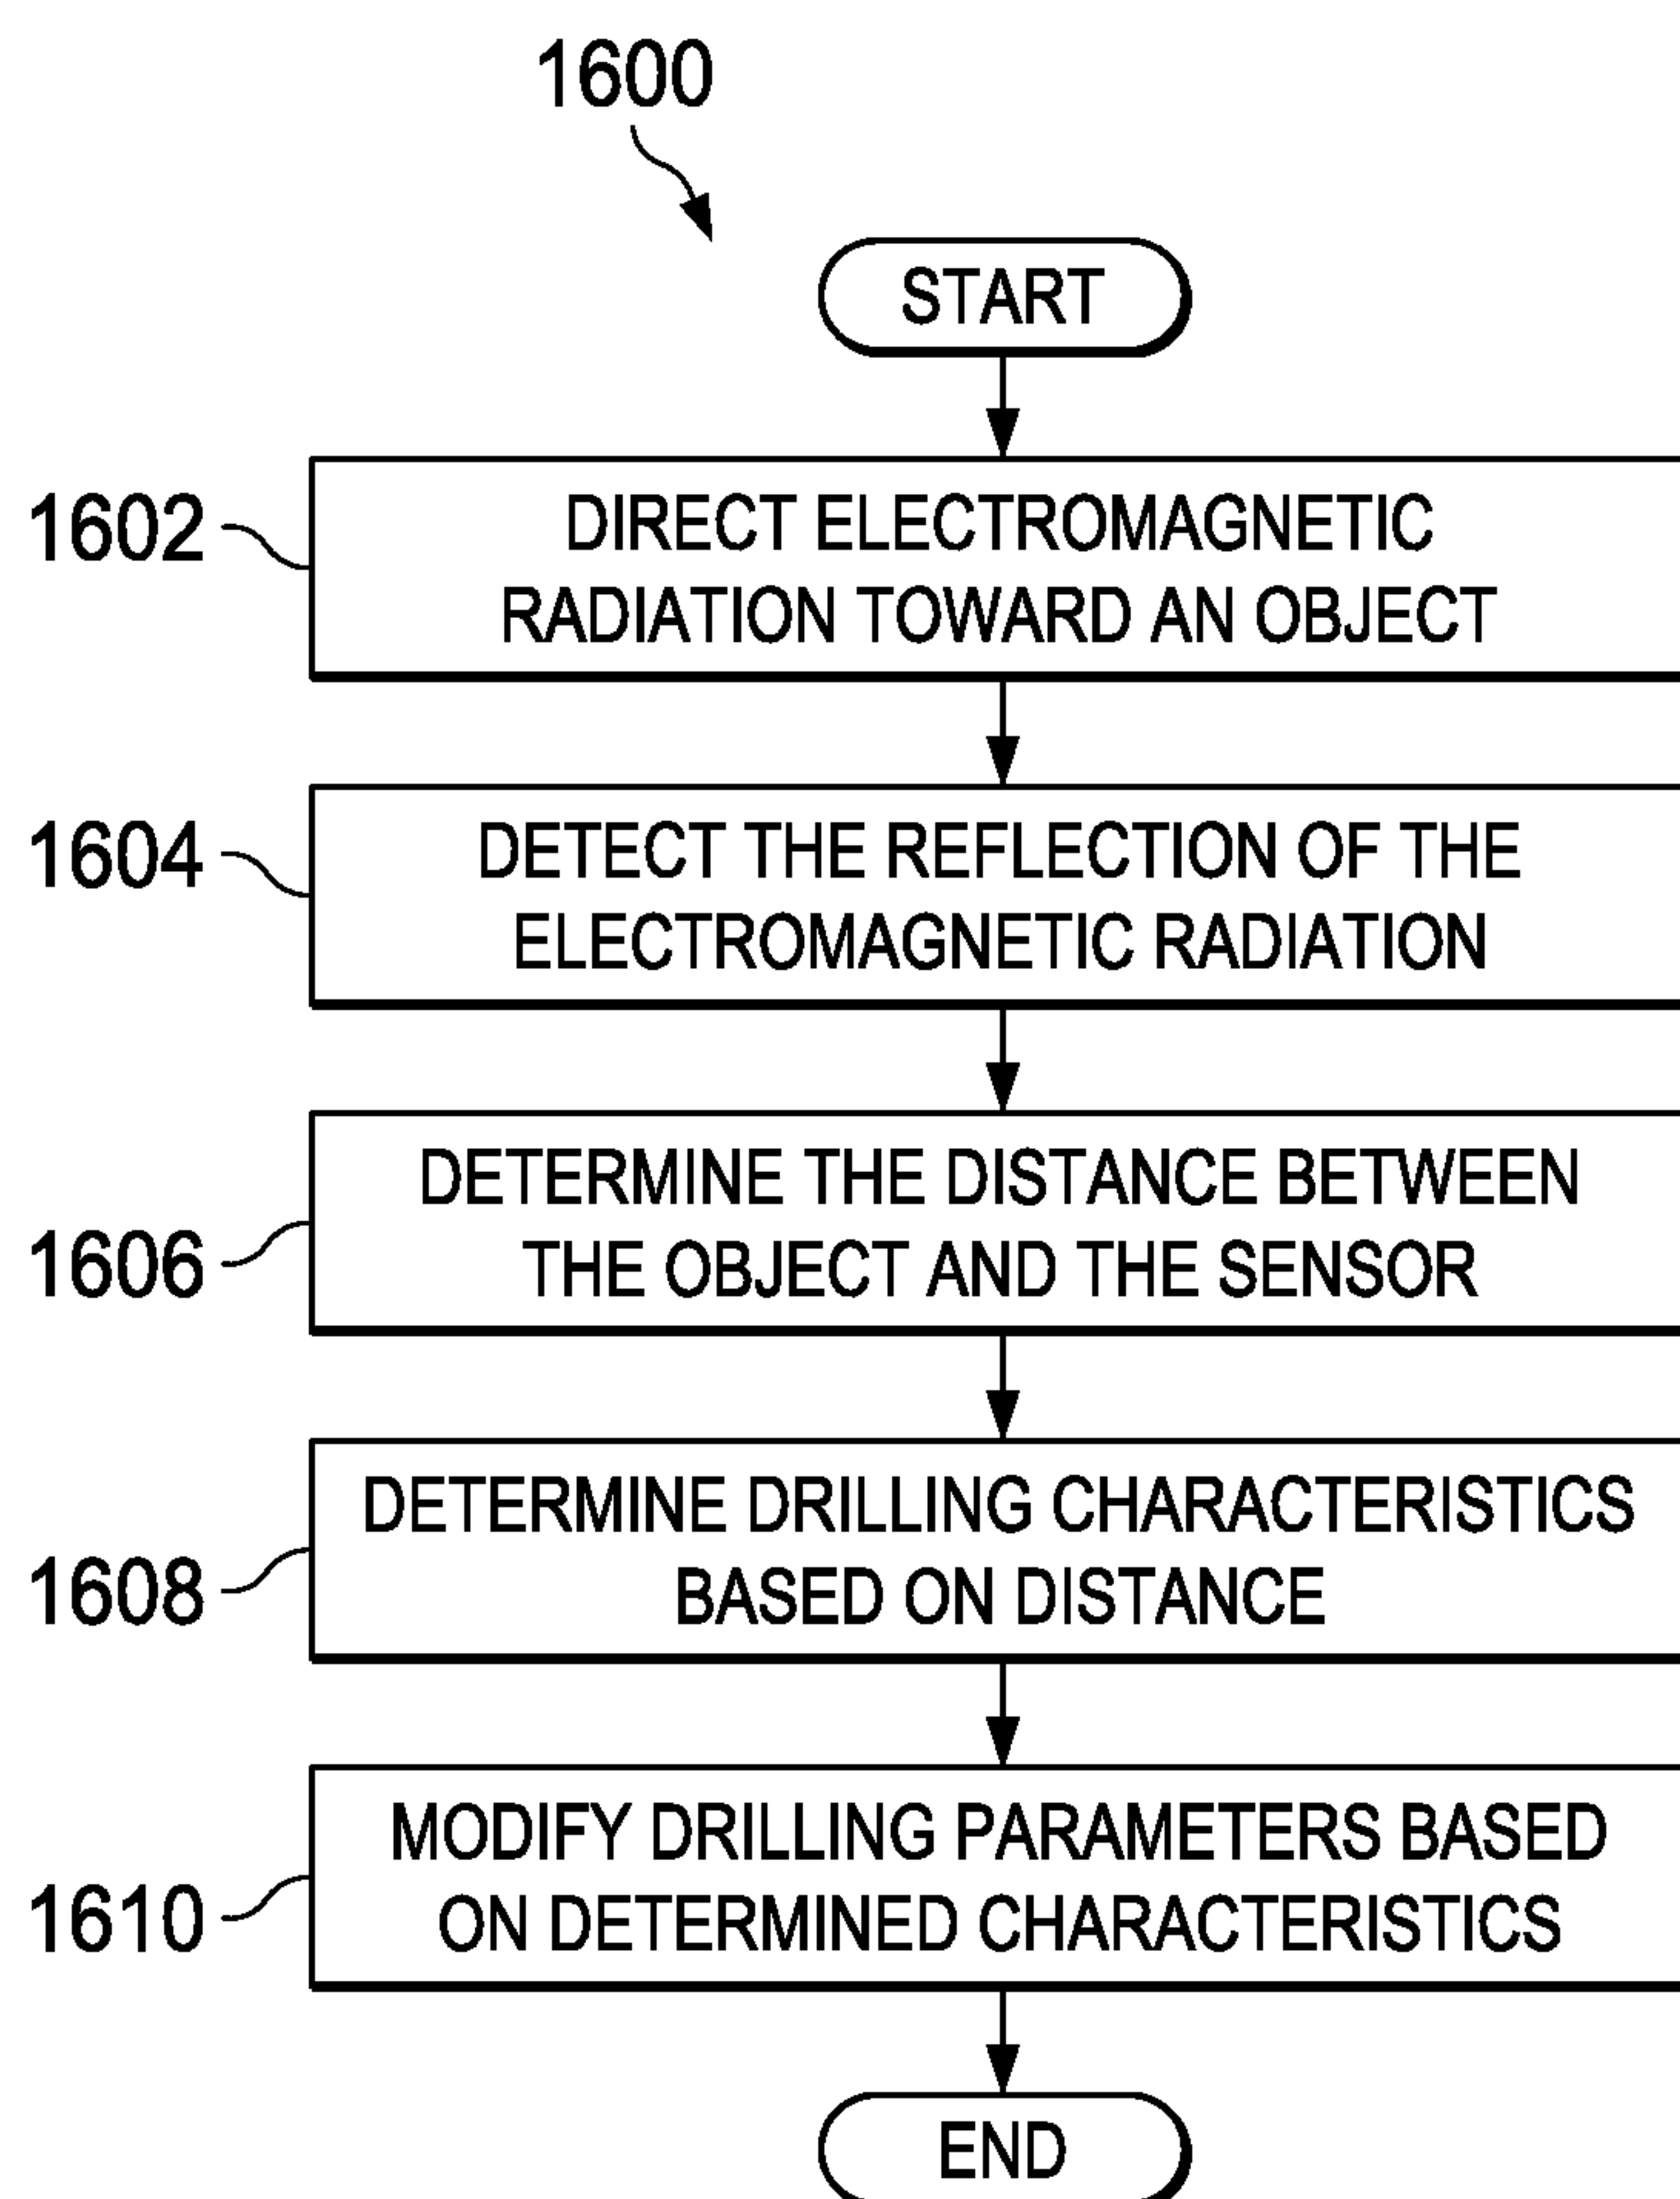 1600
START
1602
DIRECT ELECTROMAGNETIC
RADIATION TOWARD AN OBJECT
1604
DETECT THE REFLECTION OF THE
ELECTROMAGNETIC RADIATION
1606
DETERMINE THE DISTANCE BETWEEN
THE OBJECT AND THE SENSOR
1608
DETERMINE DRILLING CHARACTERISTICS
BASED ON DISTANCE
1610
MODIFY DRILLING PARAMETERS BASED
ON DETERMINED CHARACTERISTICS
END